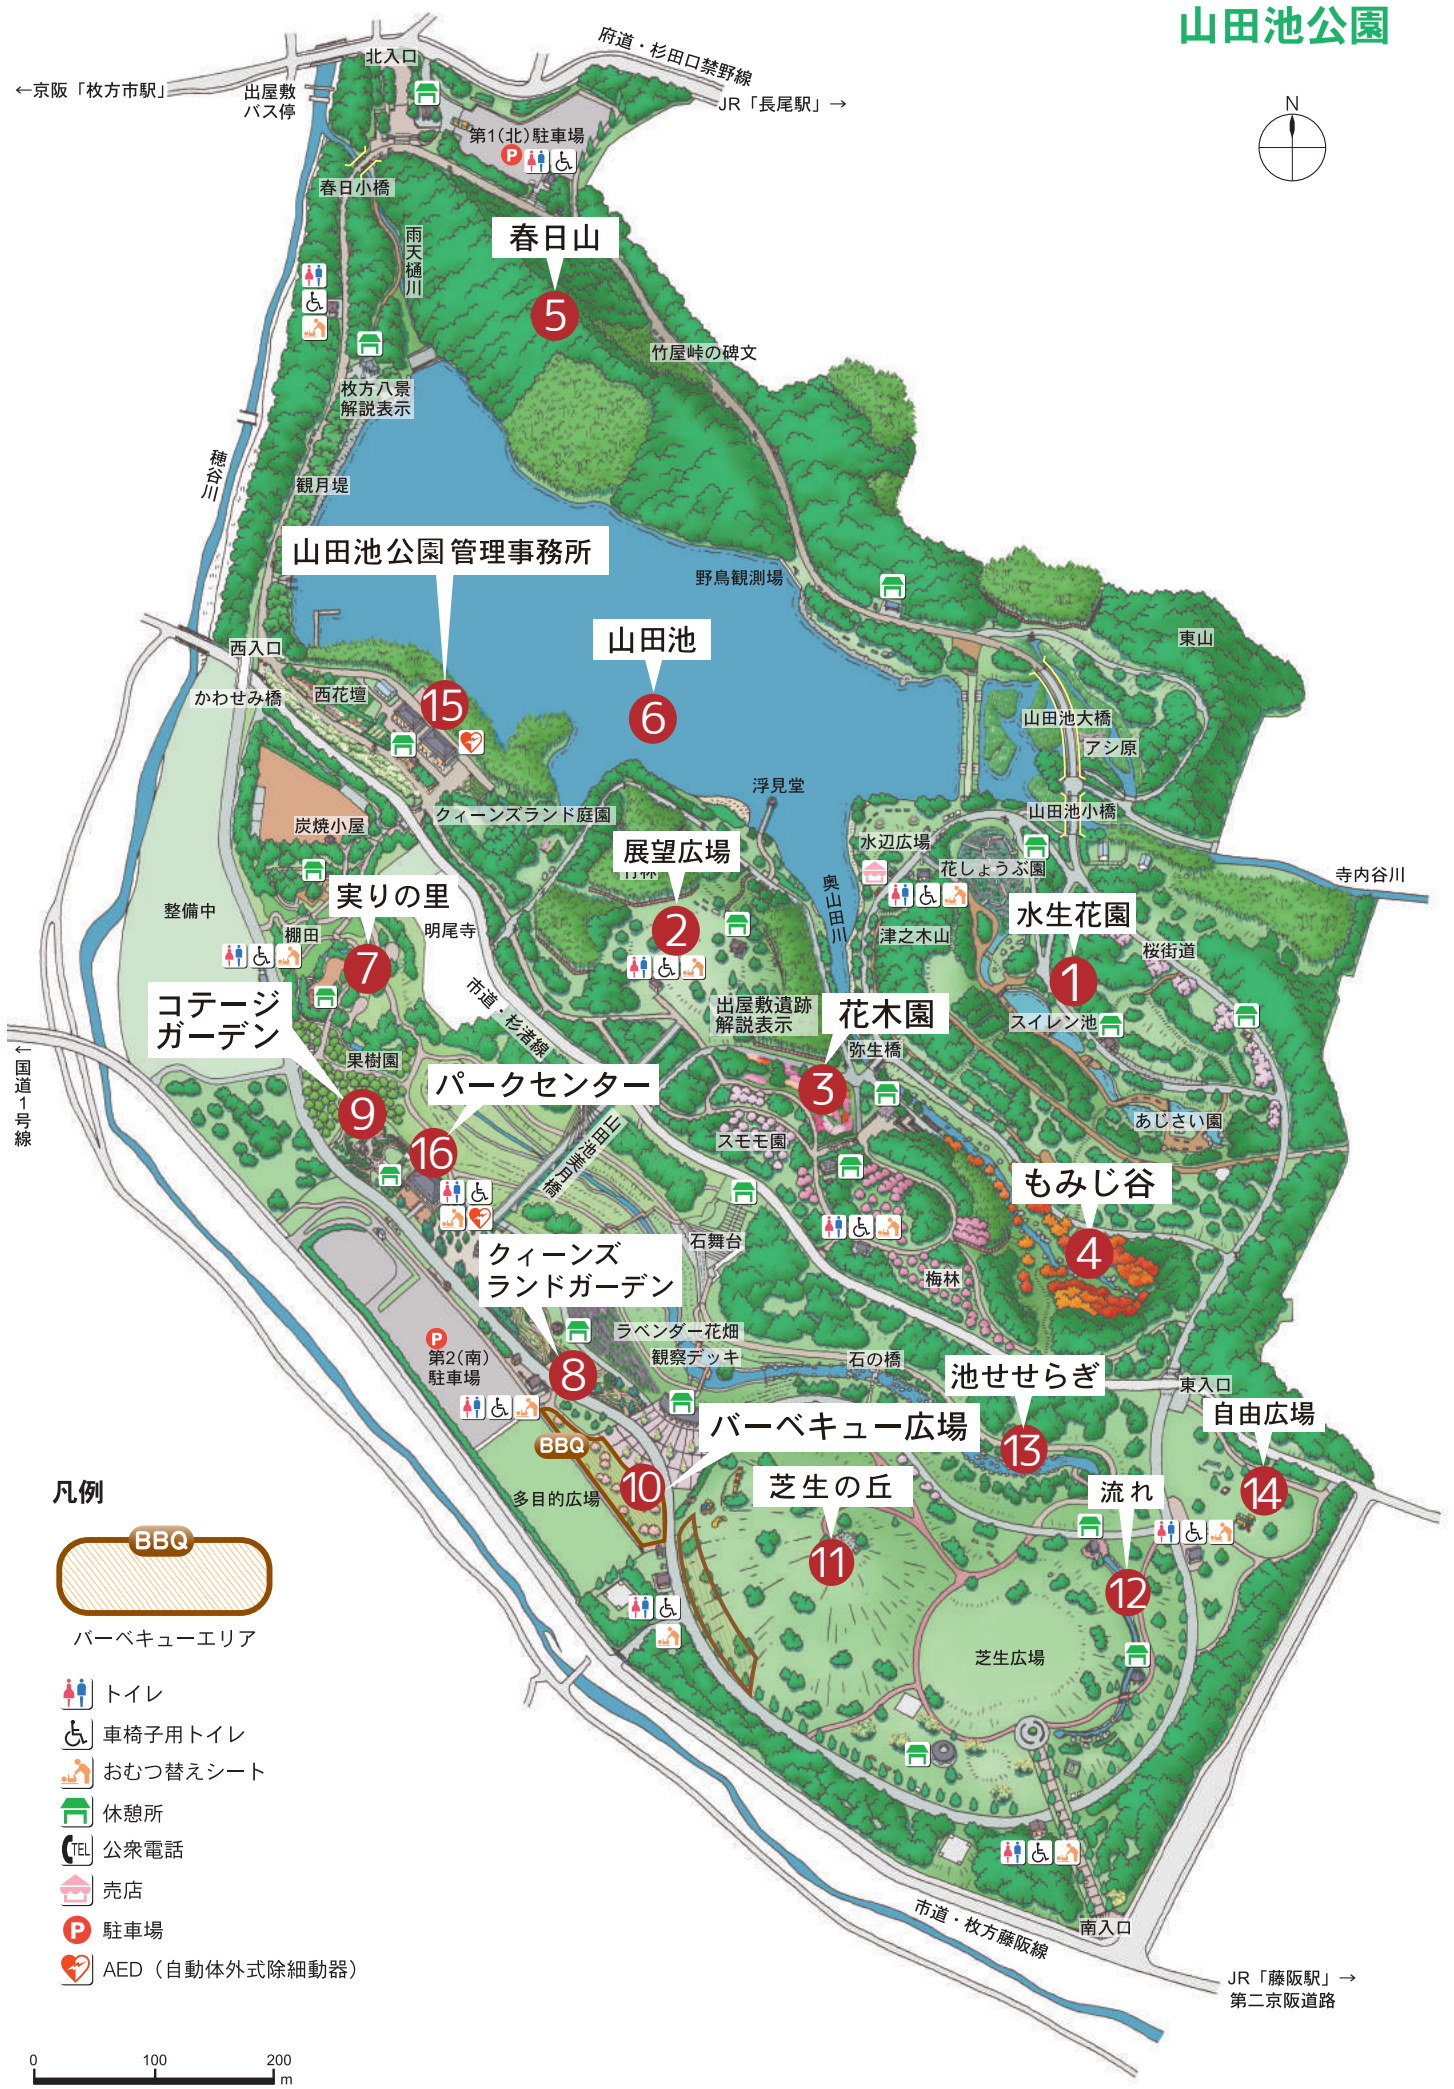 山田池公園
府道・杉田口禁野線
北入口
←京阪「枚方市駅」
出屋敷
バス停
JR「長尾駅」→
N
第1(北)駐車場
P
春日小橋
雨天樋川
春日山
5
竹屋峠の碑文
枚方八景
解説表示
穂谷川
観月堤
山田池公園管理事務所
野鳥観測場
山田池
東山
西入口
かわせみ橋
西花壇
15
6
山田池大橋
アシ原
浮見堂
クィーンズランド庭園
山田池小橋
炭焼小屋
水辺広場
展望広場
竹林
花しょうぶ園
寺内谷川
実りの里
奥山田川
整備中
明尾寺
棚田
2
水生花園
津之木山
桜街道
7
1
コテージ
ガーデン
市道・杉渚線
出屋敷遺跡
解説表示
花木園
スイレン池
←国道1号線
果樹園
弥生橋
パークセンター
3
9
あじさい園
山田池美月橋
スモモ園
16
もみじ谷
石舞台
4
クィーンズ
ランドガーデン
梅林
ラベンダー花畑
P
第2(南)
駐車場
観察デッキ
石の橋
8
池せせらぎ
東入口
自由広場
バーベキュー広場
BBQ
13
凡例
多目的広場
10
芝生の丘
流れ
14
BBQ
11
12
バーベキューエリア
芝生広場
トイレ
車椅子用トイレ
おむつ替えシート
休憩所
TEL
公衆電話
売店
P
駐車場
AED（自動体外式除細動器）
市道・枚方藤阪線
南入口
JR「藤阪駅」→
第二京阪道路
0 100 200
m